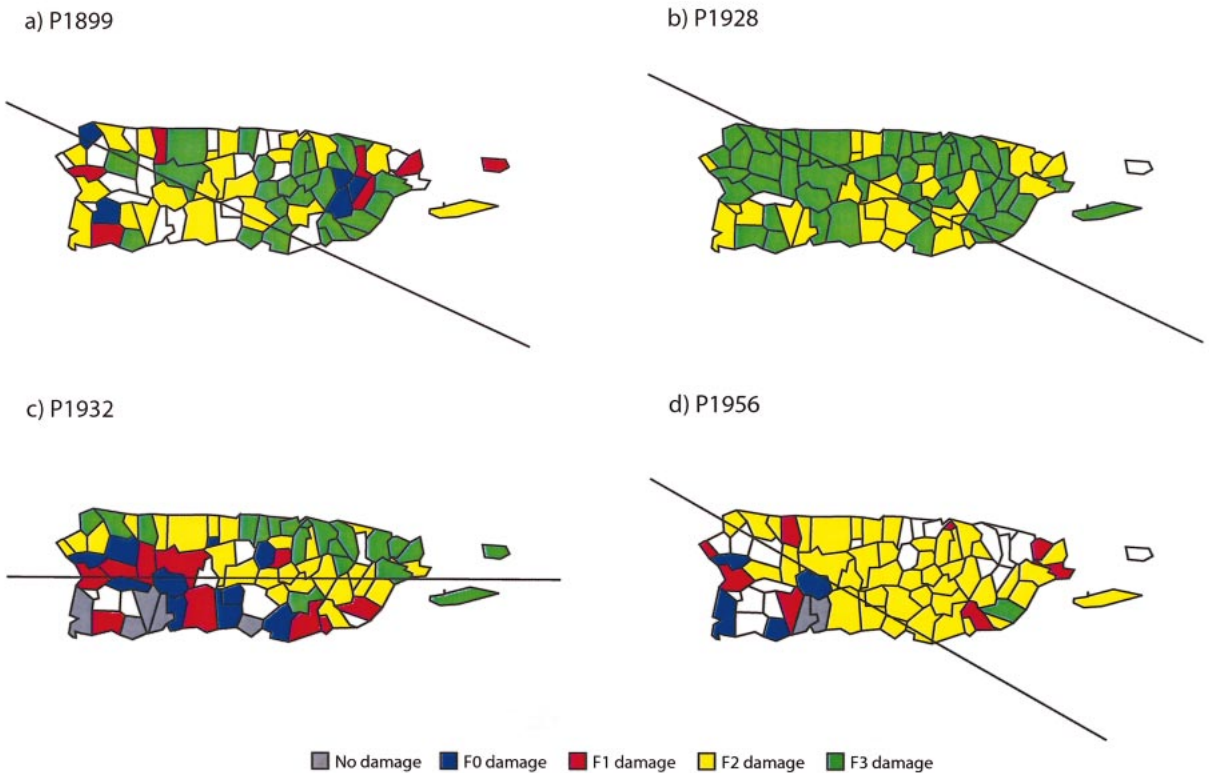 a) P1899
b) P1928
c) P1932
d) P1956
No damage
F0 damage
F1 damage
F2 damage
F3 damage